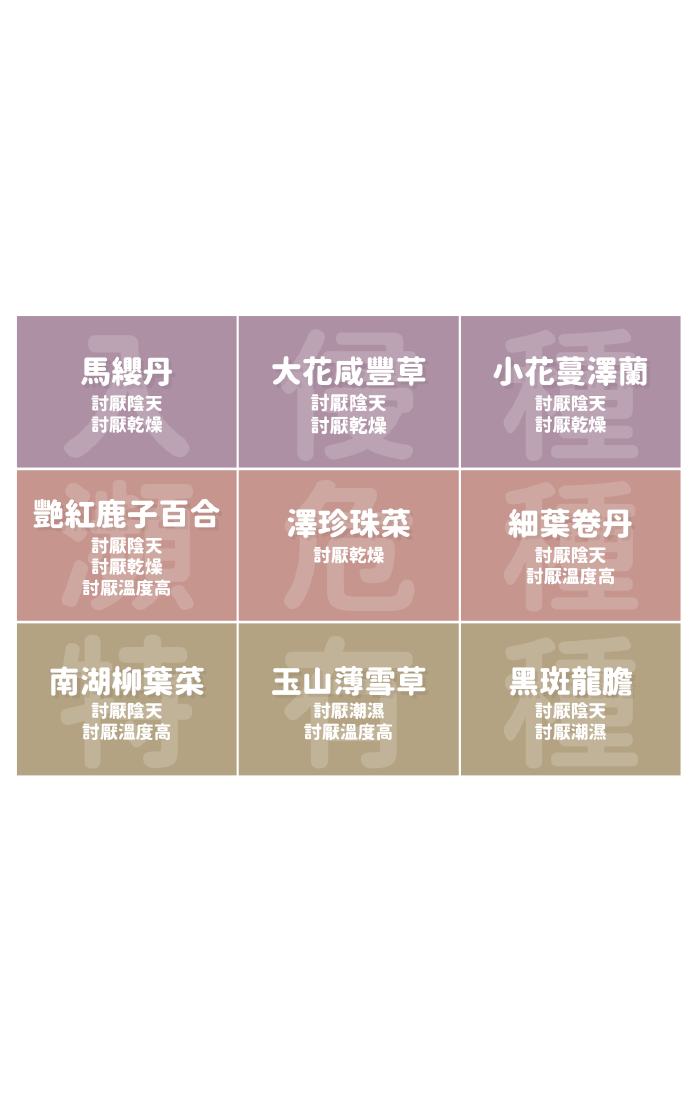 入侵種
馬纓丹
討厭陰天
討厭乾燥
大花咸豐草
討厭陰天
討厭乾燥
小花蔓澤蘭
討厭陰天
討厭乾燥
瀕危種
艷紅鹿子百合
討厭陰天
討厭乾燥
討厭溫度高
澤珍珠菜
討厭乾燥
細葉卷丹
討厭陰天
討厭溫度高
特有種
南湖柳葉菜
討厭陰天
討厭溫度高
玉山薄雪草
討厭潮濕
討厭溫度高
黑斑龍膽
討厭陰天
討厭潮濕